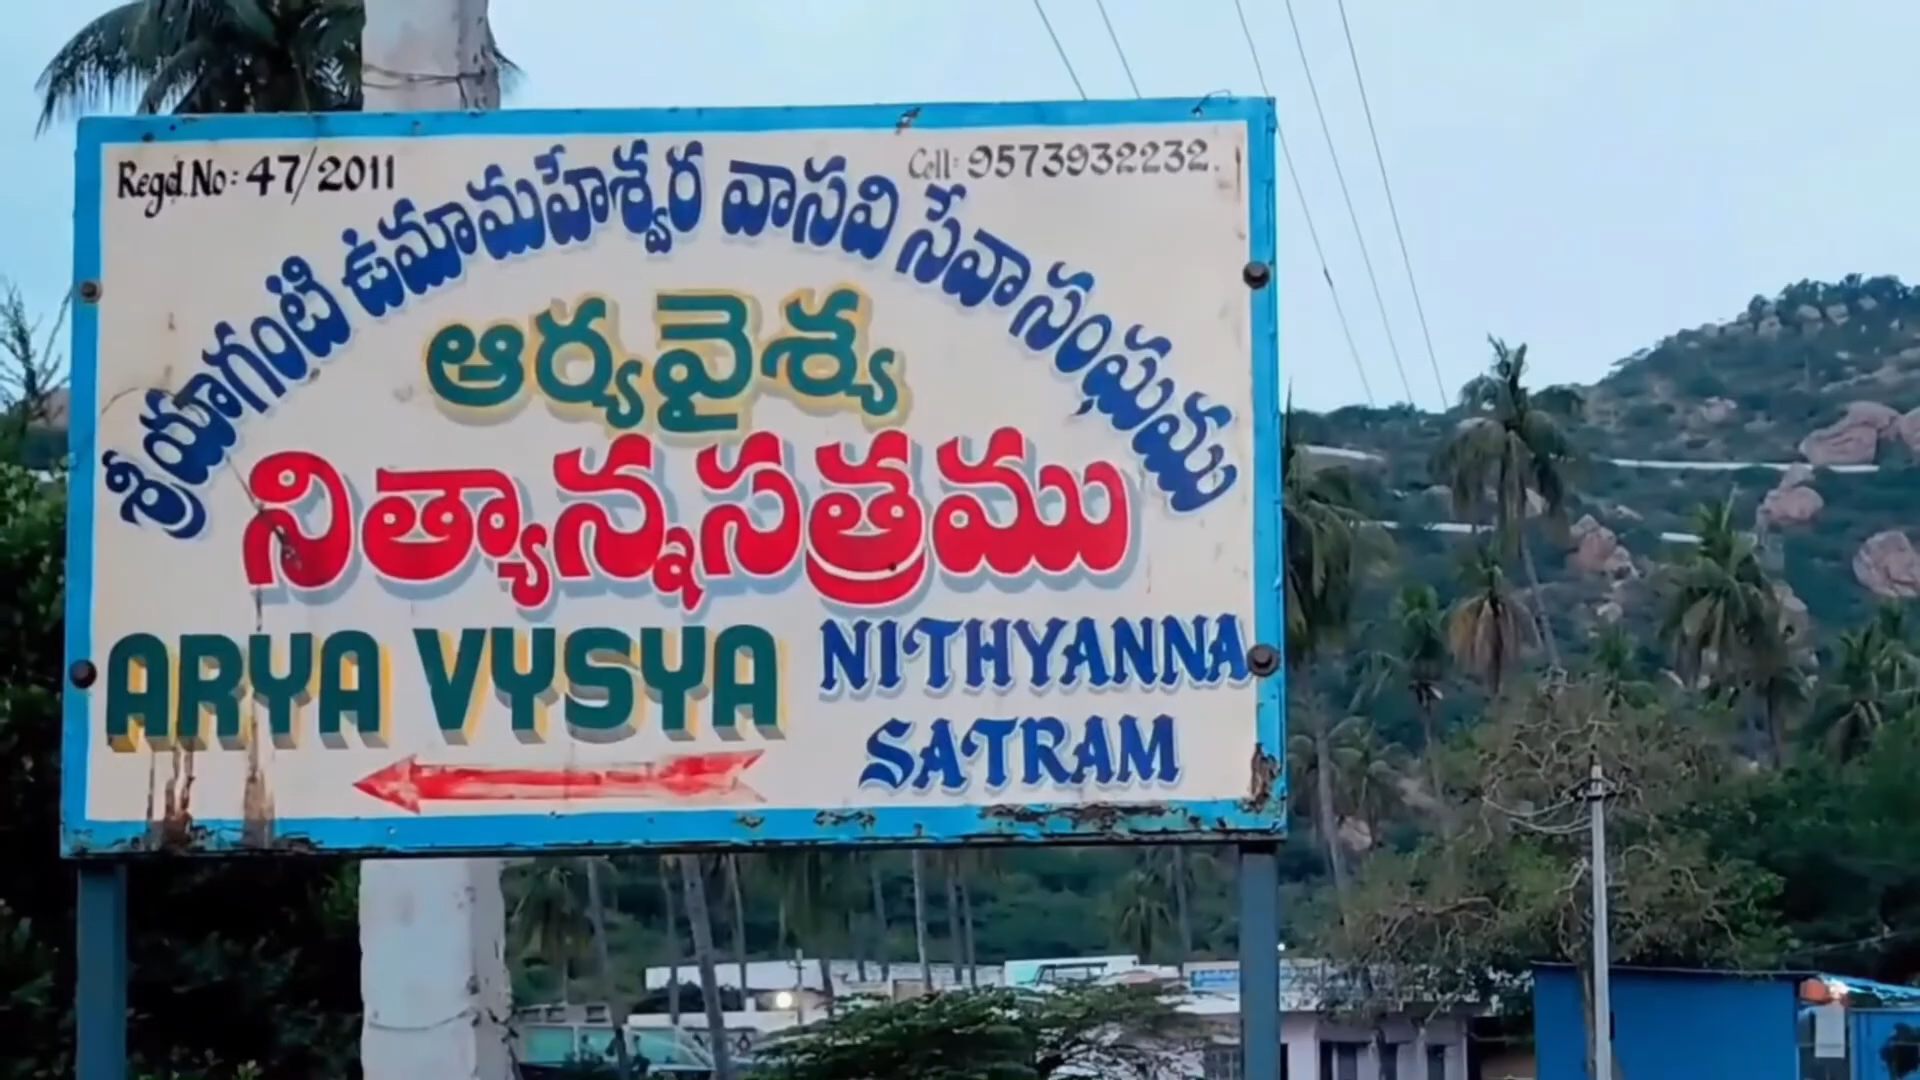 Regd.No: 47/2011
Cell: 9573932232.
శ్రీ యాగంటి ఉమామహేశ్వర వాసవి సేవా సంఘము
ఆర్యవైశ్య
నిత్యాన్నసత్రము
ARYA VYSYA NITHYANNA
SATRAM